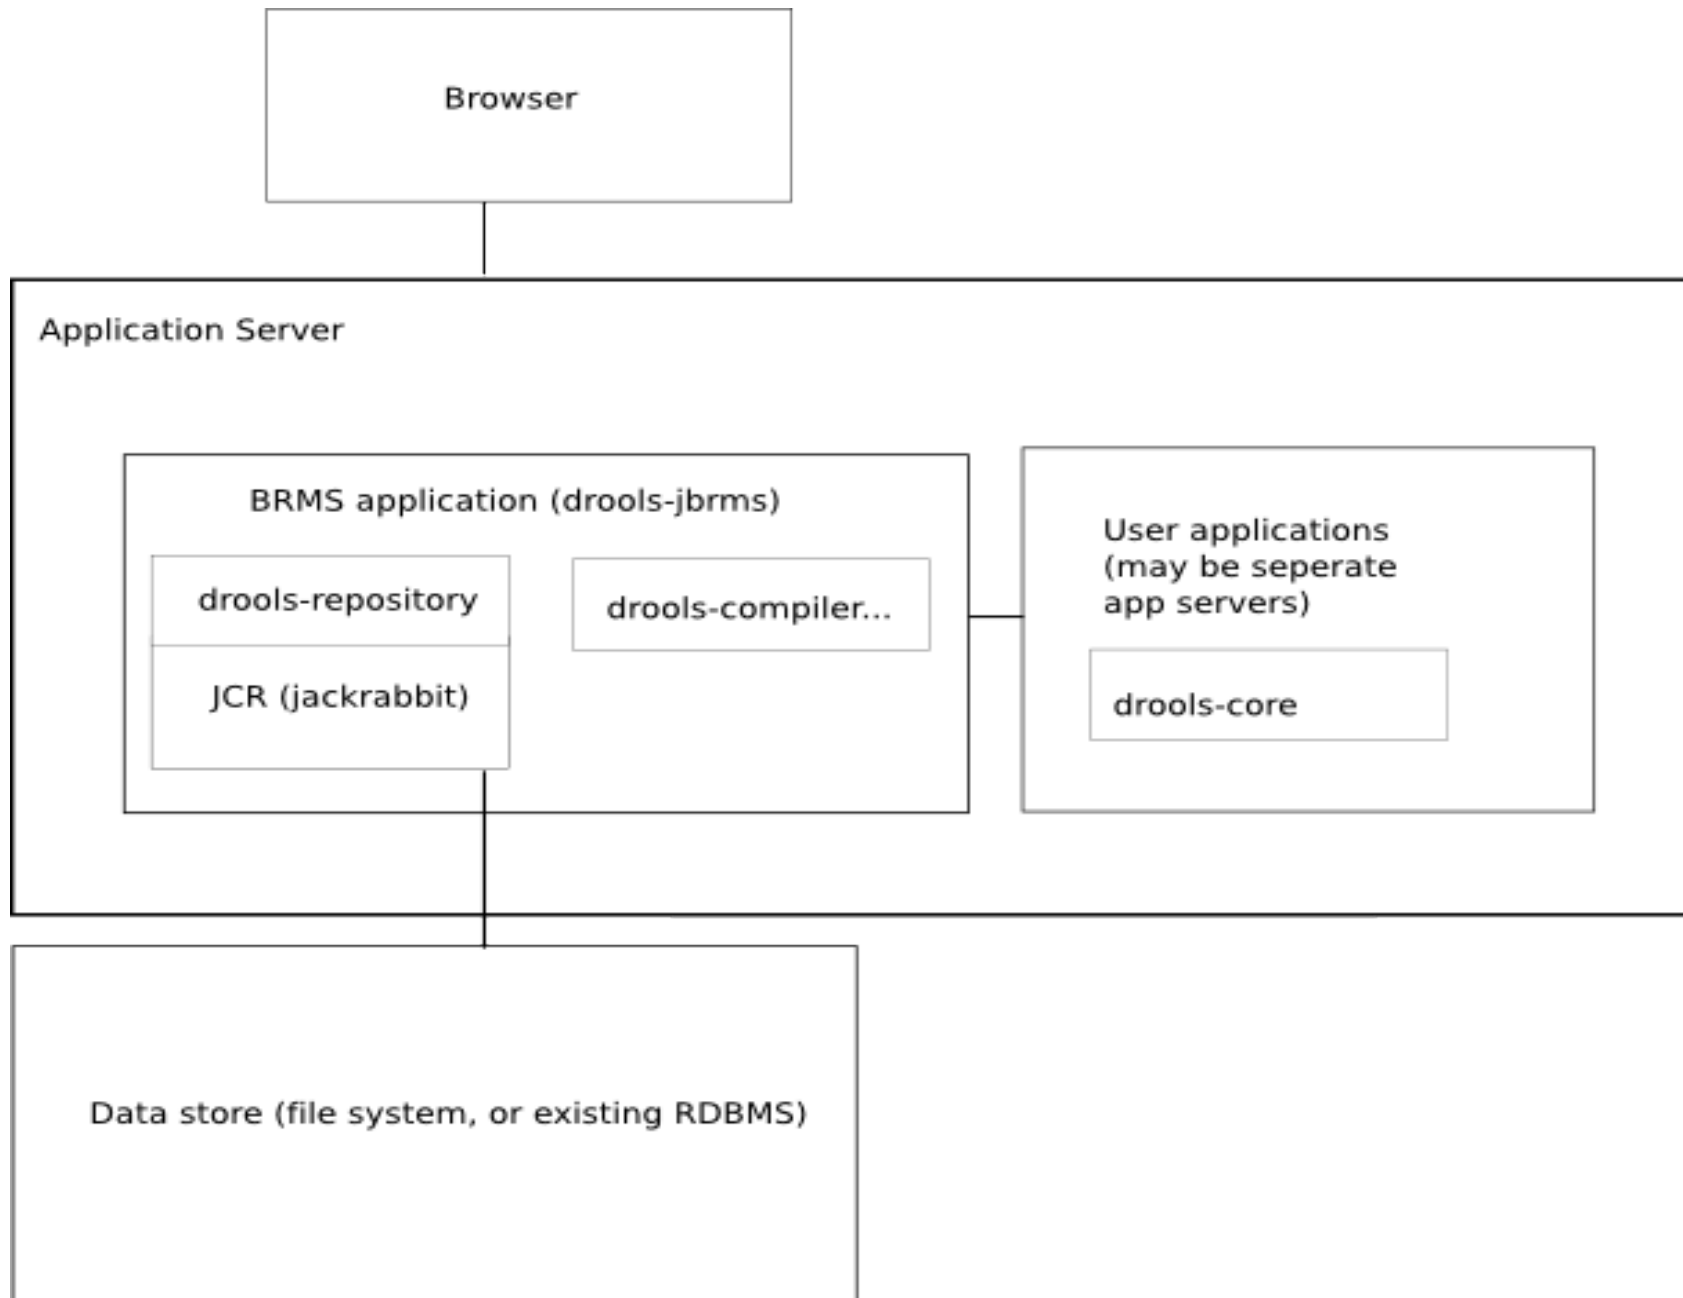 Browser
Application Server
BRMS application (drools-jbrms)
drools-repository
drools-compiler...
JCR (jackrabbit)
User applications
(may be seperate
app servers)
drools-core
Data store (file system, or existing RDBMS)